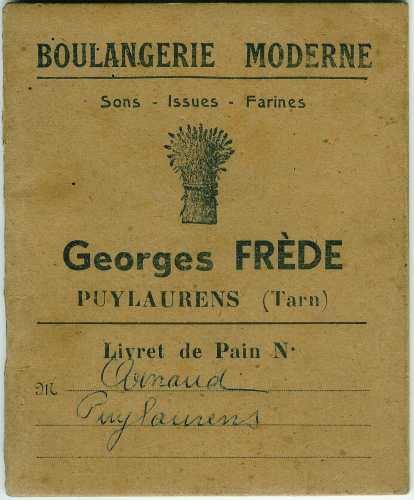 BOULANGERIE MODERNE
Sons - Issues - Farines
Georges FRÈDE
PUYLAURENS (Tarn)
Livret de Pain N·
M Arnaud
Puylaurens